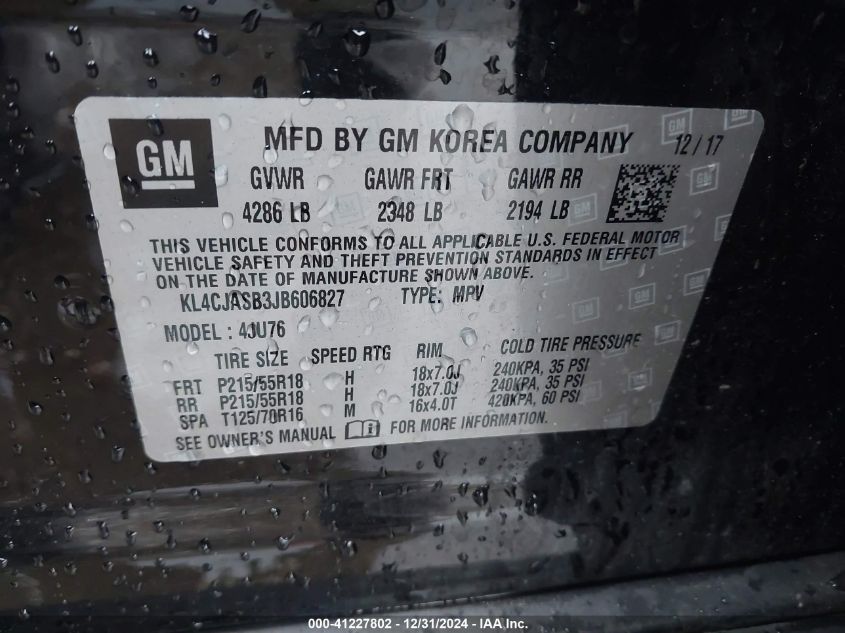 GM
MFD BY GM KOREA COMPANY 12/17
GVWR GAWR FRT GAWR RR
4286 LB 2348 LB 2194 LB
THIS VEHICLE CONFORMS TO ALL APPLICABLE U.S. FEDERAL MOTOR
VEHICLE SAFETY AND THEFT PREVENTION STANDARDS IN EFFECT
ON THE DATE OF MANUFACTURE SHOWN ABOVE.
KL4CJASB3JB606827 TYPE: MPV
MODEL : 4JU76
TIRE SIZE SPEED RTG RIM COLD TIRE PRESSURE
FRT P215/55R18 H 18x7.0J 240KPA, 35 PSI
RR P215/55R18 H 18x7.0J 240KPA, 35 PSI
SPA T125/70R16 M 16x4.0T 420KPA, 60 PSI
SEE OWNER'S MANUAL FOR MORE INFORMATION.
000-41227802 - 12/31/2024 - IAA Inc.